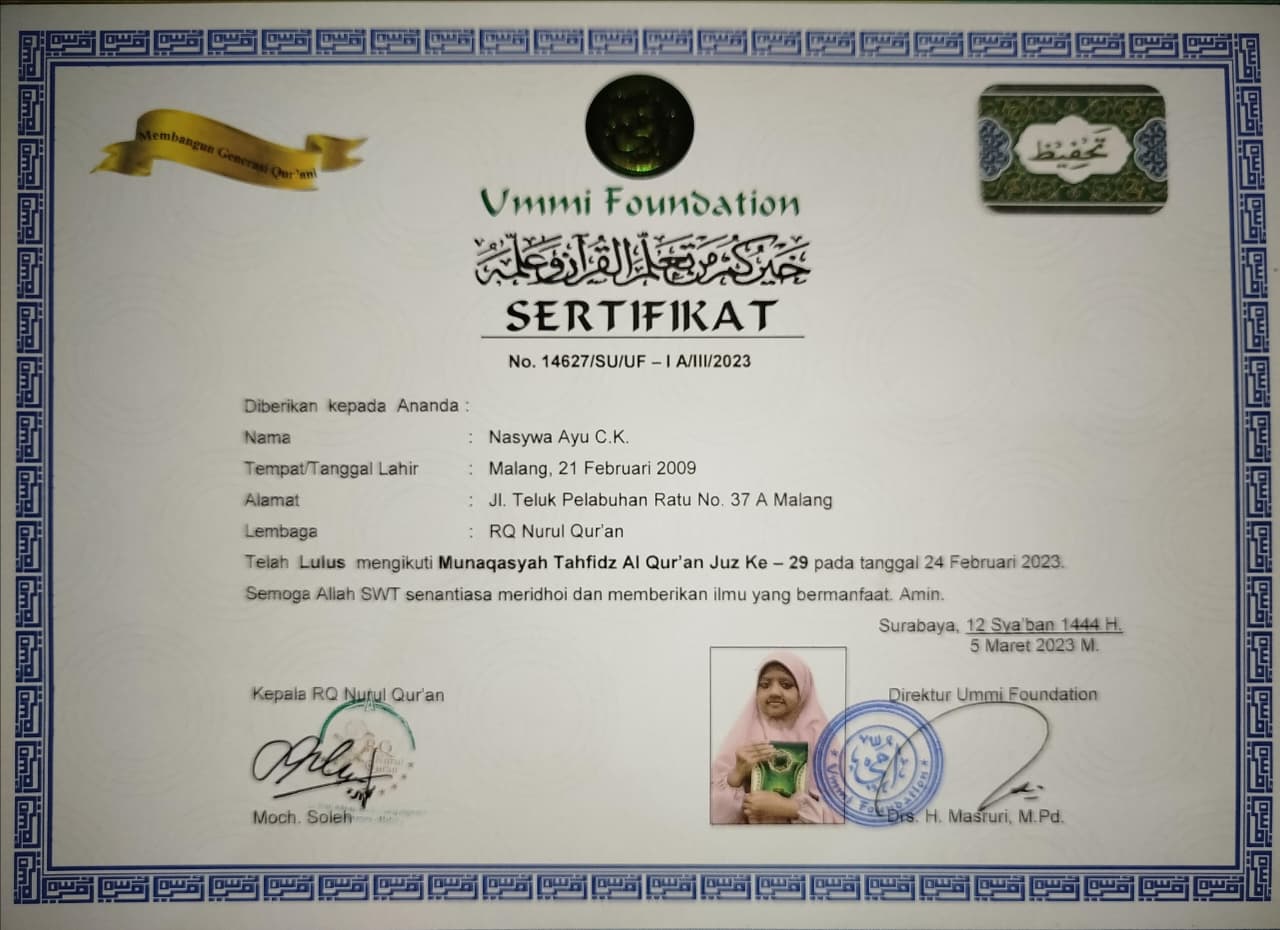 Membangun Generasi Qur'ani
تحفيظ
Ummi Foundation
خيركم من تعلم القرآن وعلمه
SERTIFIKAT
No. 14627/SU/UF – I A/III/2023
Diberikan kepada Ananda :
Nama : Nasywa Ayu C.K.
Tempat/Tanggal Lahir : Malang, 21 Februari 2009
Alamat : Jl. Teluk Pelabuhan Ratu No. 37 A Malang
Lembaga : RQ Nurul Qur'an
Telah Lulus mengikuti Munaqasyah Tahfidz Al Qur'an Juz Ke – 29 pada tanggal 24 Februari 2023.
Semoga Allah SWT senantiasa meridhoi dan memberikan ilmu yang bermanfaat. Amin.
Surabaya, 12 Sya'ban 1444 H.
5 Maret 2023 M.
Kepala RQ Nurul Qur'an
Direktur Ummi Foundation
RQ
Nurul
Qur'an
Ummi Foundation
Moch. Soleh
Drs. H. Masruri, M.Pd.